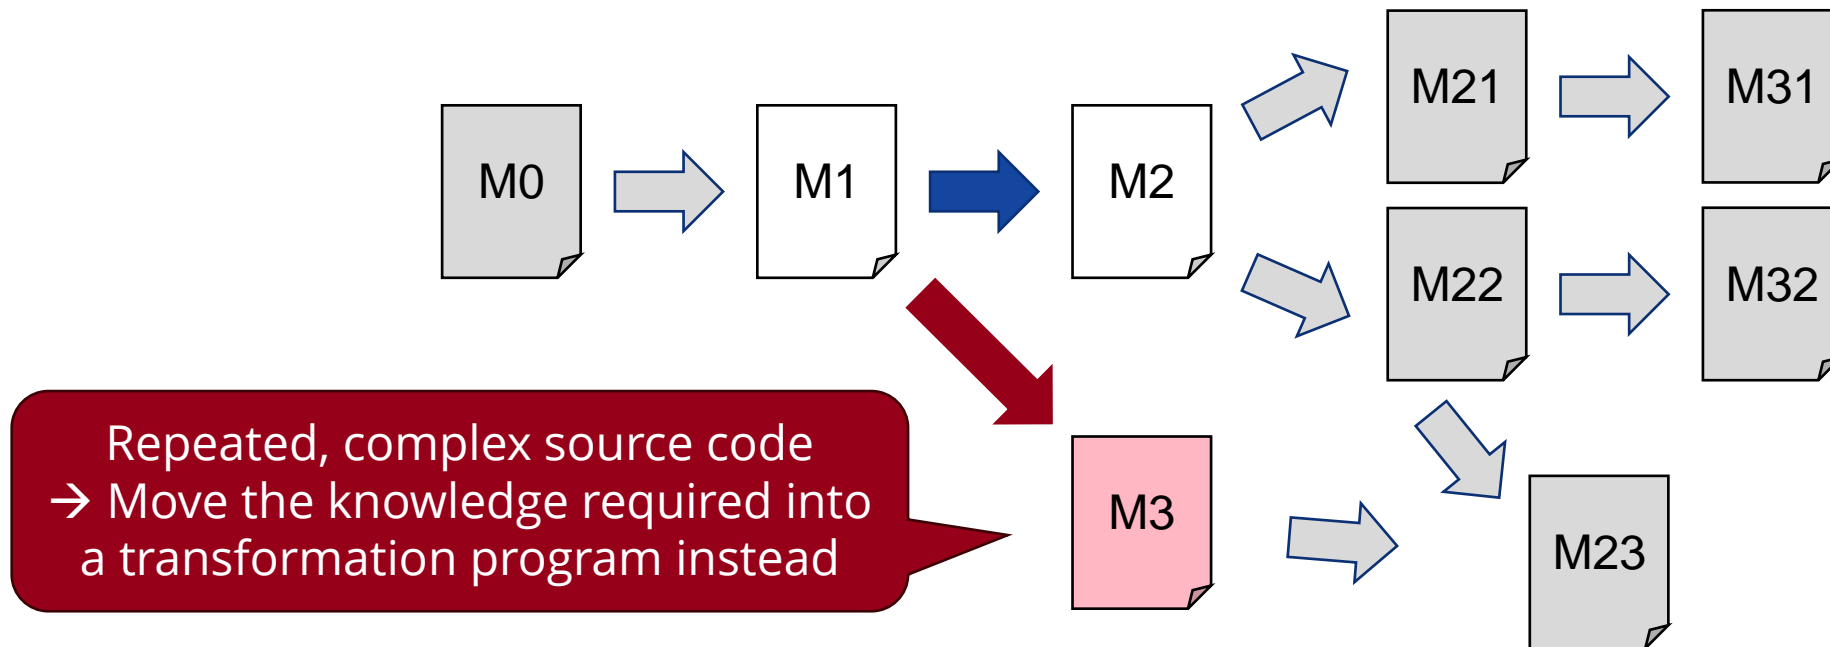 M21
M31
M0
M1
M2
M22
M32
Repeated, complex source code
→ Move the knowledge required into
a transformation program instead
M3
M23